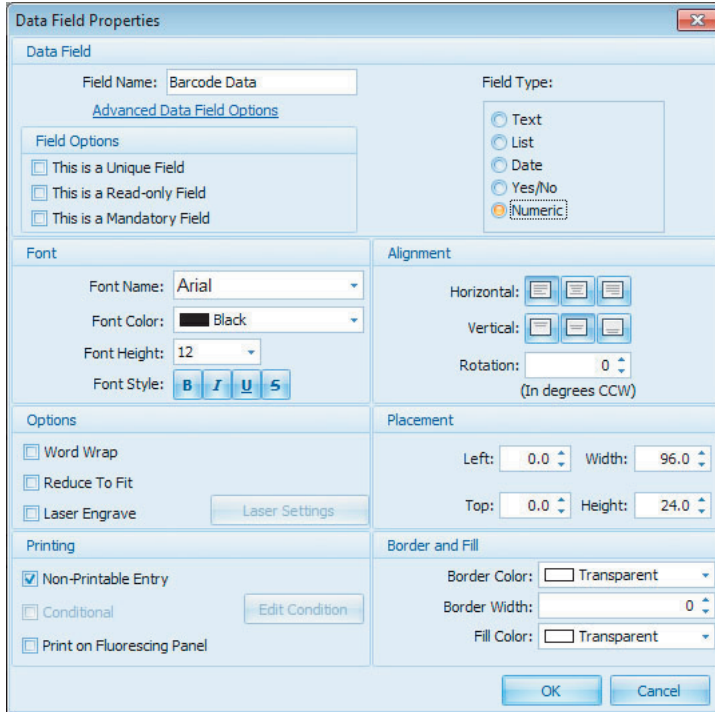 Data Field Properties
Data Field
Field Name: Barcode Data
Advanced Data Field Options
Field Options
This is a Unique Field
This is a Read-only Field
This is a Mandatory Field
Field Type:
Text
List
Date
Yes/No
Numeric
Font
Font Name: Arial
Font Color: Black
Font Height: 12
Font Style: B I U S
Alignment
Horizontal:
Vertical:
Rotation: 0
(In degrees CCW)
Options
Word Wrap
Reduce To Fit
Laser Engrave Laser Settings
Placement
Left: 0.0 Width: 96.0
Top: 0.0 Height: 24.0
Printing
Non-Printable Entry
Conditional Edit Condition
Print on Fluorescing Panel
Border and Fill
Border Color: Transparent
Border Width: 0
Fill Color: Transparent
OK Cancel